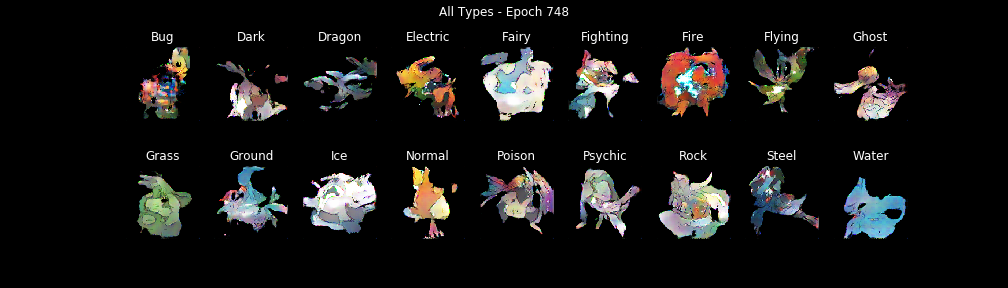 All Types - Epoch 748
Bug Dark Dragon Electric Fairy Fighting Fire Flying Ghost
Grass Ground Ice Normal Poison Psychic Rock Steel Water